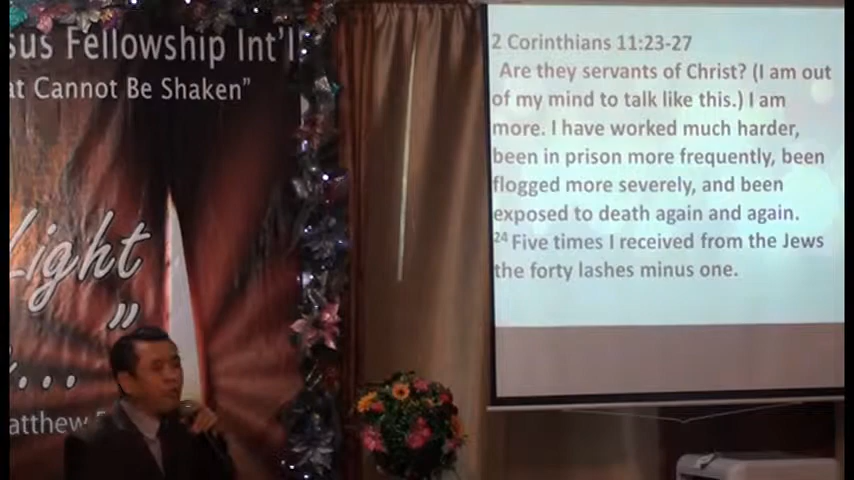 sus Fellowship Int'l
at Cannot Be Shaken"
Light
"
...
atthew 5
2 Corinthians 11:23-27
Are they servants of Christ? (I am out
of my mind to talk like this.) I am
more. I have worked much harder,
been in prison more frequently, been
flogged more severely, and been
exposed to death again and again.
24 Five times I received from the Jews
the forty lashes minus one.